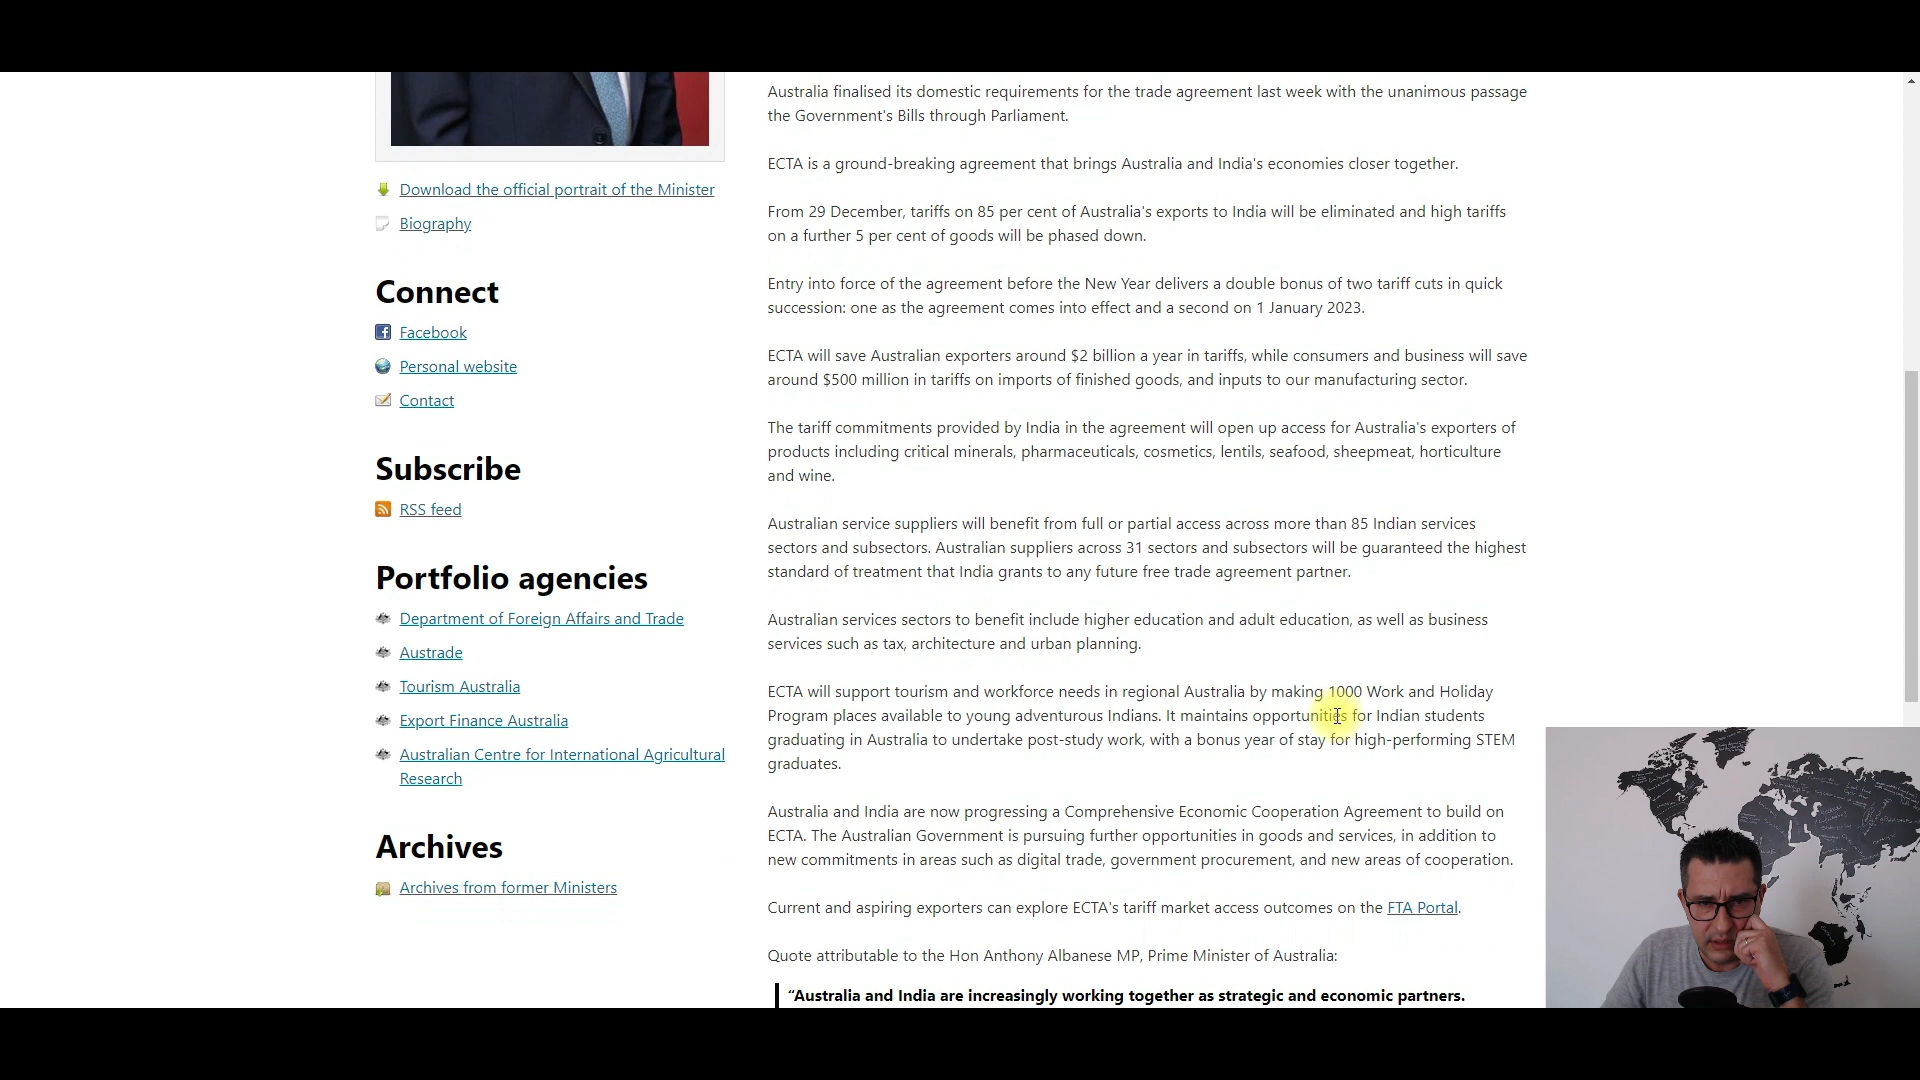 Download the official portrait of the Minister
Biography
Connect
Facebook
Personal website
Contact
Subscribe
RSS feed
Portfolio agencies
Department of Foreign Affairs and Trade
Austrade
Tourism Australia
Export Finance Australia
Australian Centre for International Agricultural
Research
Archives
Archives from former Ministers
Australia finalised its domestic requirements for the trade agreement last week with the unanimous passage
the Government's Bills through Parliament.
ECTA is a ground-breaking agreement that brings Australia and India's economies closer together.
From 29 December, tariffs on 85 per cent of Australia's exports to India will be eliminated and high tariffs
on a further 5 per cent of goods will be phased down.
Entry into force of the agreement before the New Year delivers a double bonus of two tariff cuts in quick
succession: one as the agreement comes into effect and a second on 1 January 2023.
ECTA will save Australian exporters around $2 billion a year in tariffs, while consumers and business will save
around $500 million in tariffs on imports of finished goods, and inputs to our manufacturing sector.
The tariff commitments provided by India in the agreement will open up access for Australia's exporters of
products including critical minerals, pharmaceuticals, cosmetics, lentils, seafood, sheepmeat, horticulture
and wine.
Australian service suppliers will benefit from full or partial access across more than 85 Indian services
sectors and subsectors. Australian suppliers across 31 sectors and subsectors will be guaranteed the highest
standard of treatment that India grants to any future free trade agreement partner.
Australian services sectors to benefit include higher education and adult education, as well as business
services such as tax, architecture and urban planning.
ECTA will support tourism and workforce needs in regional Australia by making 1000 Work and Holiday
Program places available to young adventurous Indians. It maintains opportunities for Indian students
graduating in Australia to undertake post-study work, with a bonus year of stay for high-performing STEM
graduates.
Australia and India are now progressing a Comprehensive Economic Cooperation Agreement to build on
ECTA. The Australian Government is pursuing further opportunities in goods and services, in addition to
new commitments in areas such as digital trade, government procurement, and new areas of cooperation.
Current and aspiring exporters can explore ECTA's tariff market access outcomes on the FTA Portal.
Quote attributable to the Hon Anthony Albanese MP, Prime Minister of Australia:
“Australia and India are increasingly working together as strategic and economic partners.